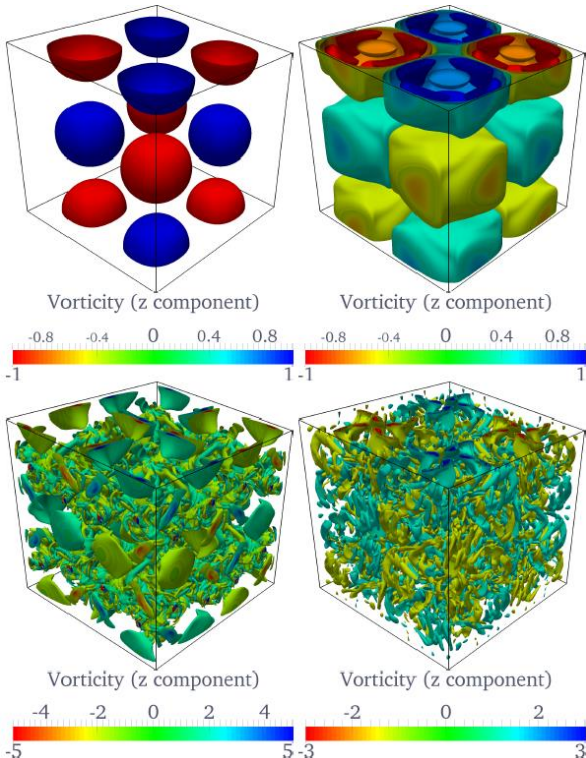 Vorticity (z component)
-0.8 -0.4 0 0.4 0.8
-1 1
Vorticity (z component)
-0.8 -0.4 0 0.4 0.8
-1 1
Vorticity (z component)
-4 -2 0 2 4
-5 5
Vorticity (z component)
-2 0 2
-3 3